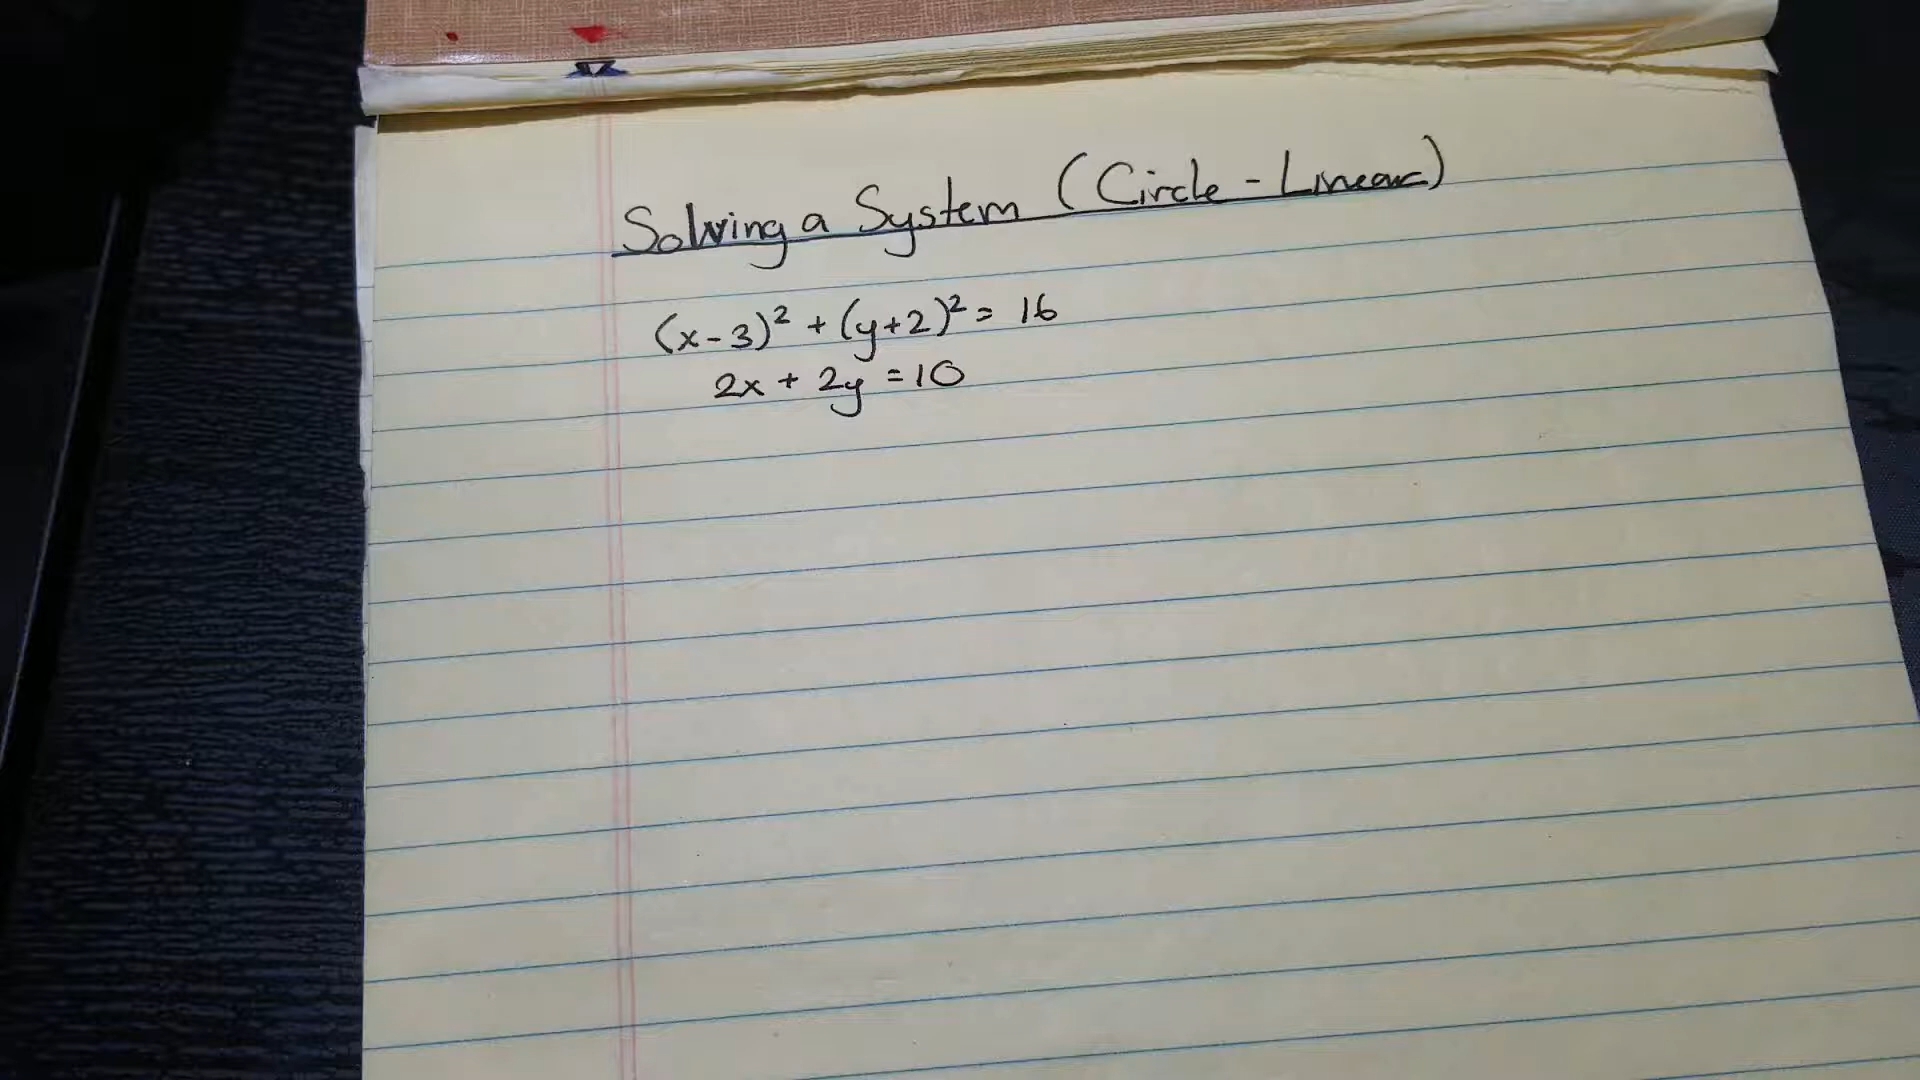 Solving a System (Circle - Linear)
(x-3)² + (y+2)² = 16
2x + 2y = 10